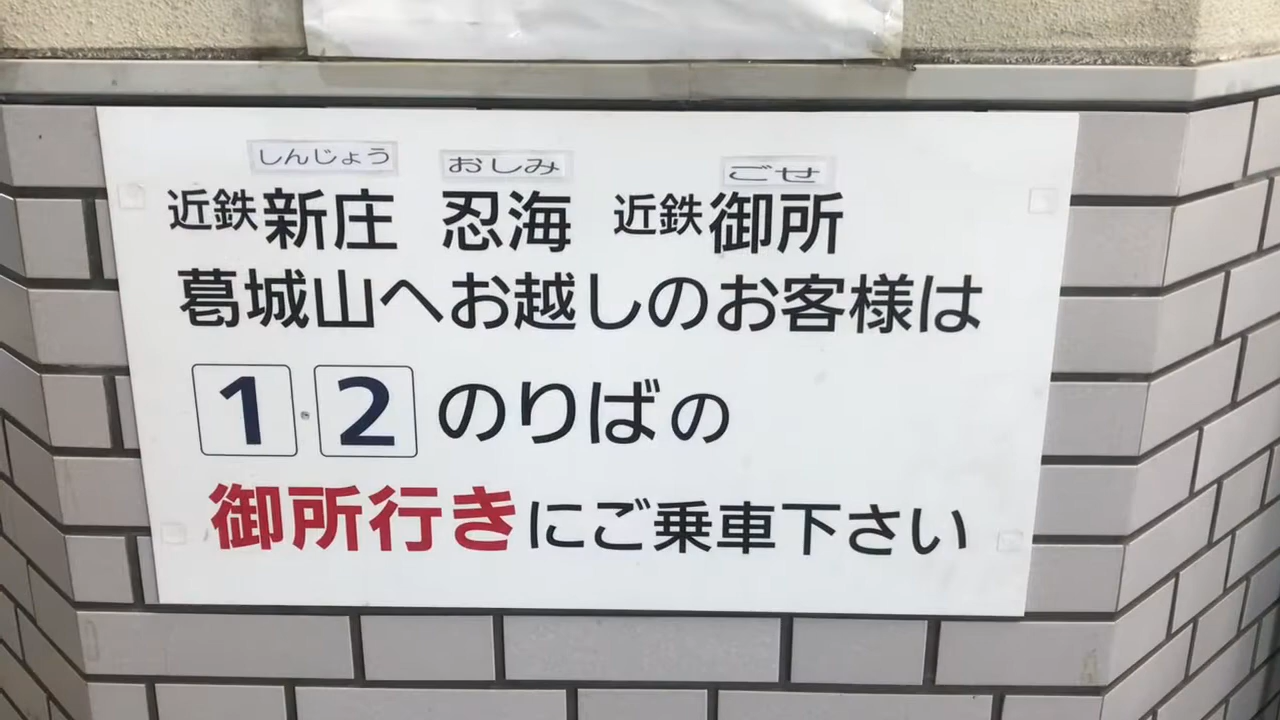 しんじょう おしみ ごせ
近鉄新庄 忍海 近鉄御所
葛城山へお越しのお客様は
1・2のりばの
御所行きにご乗車下さい